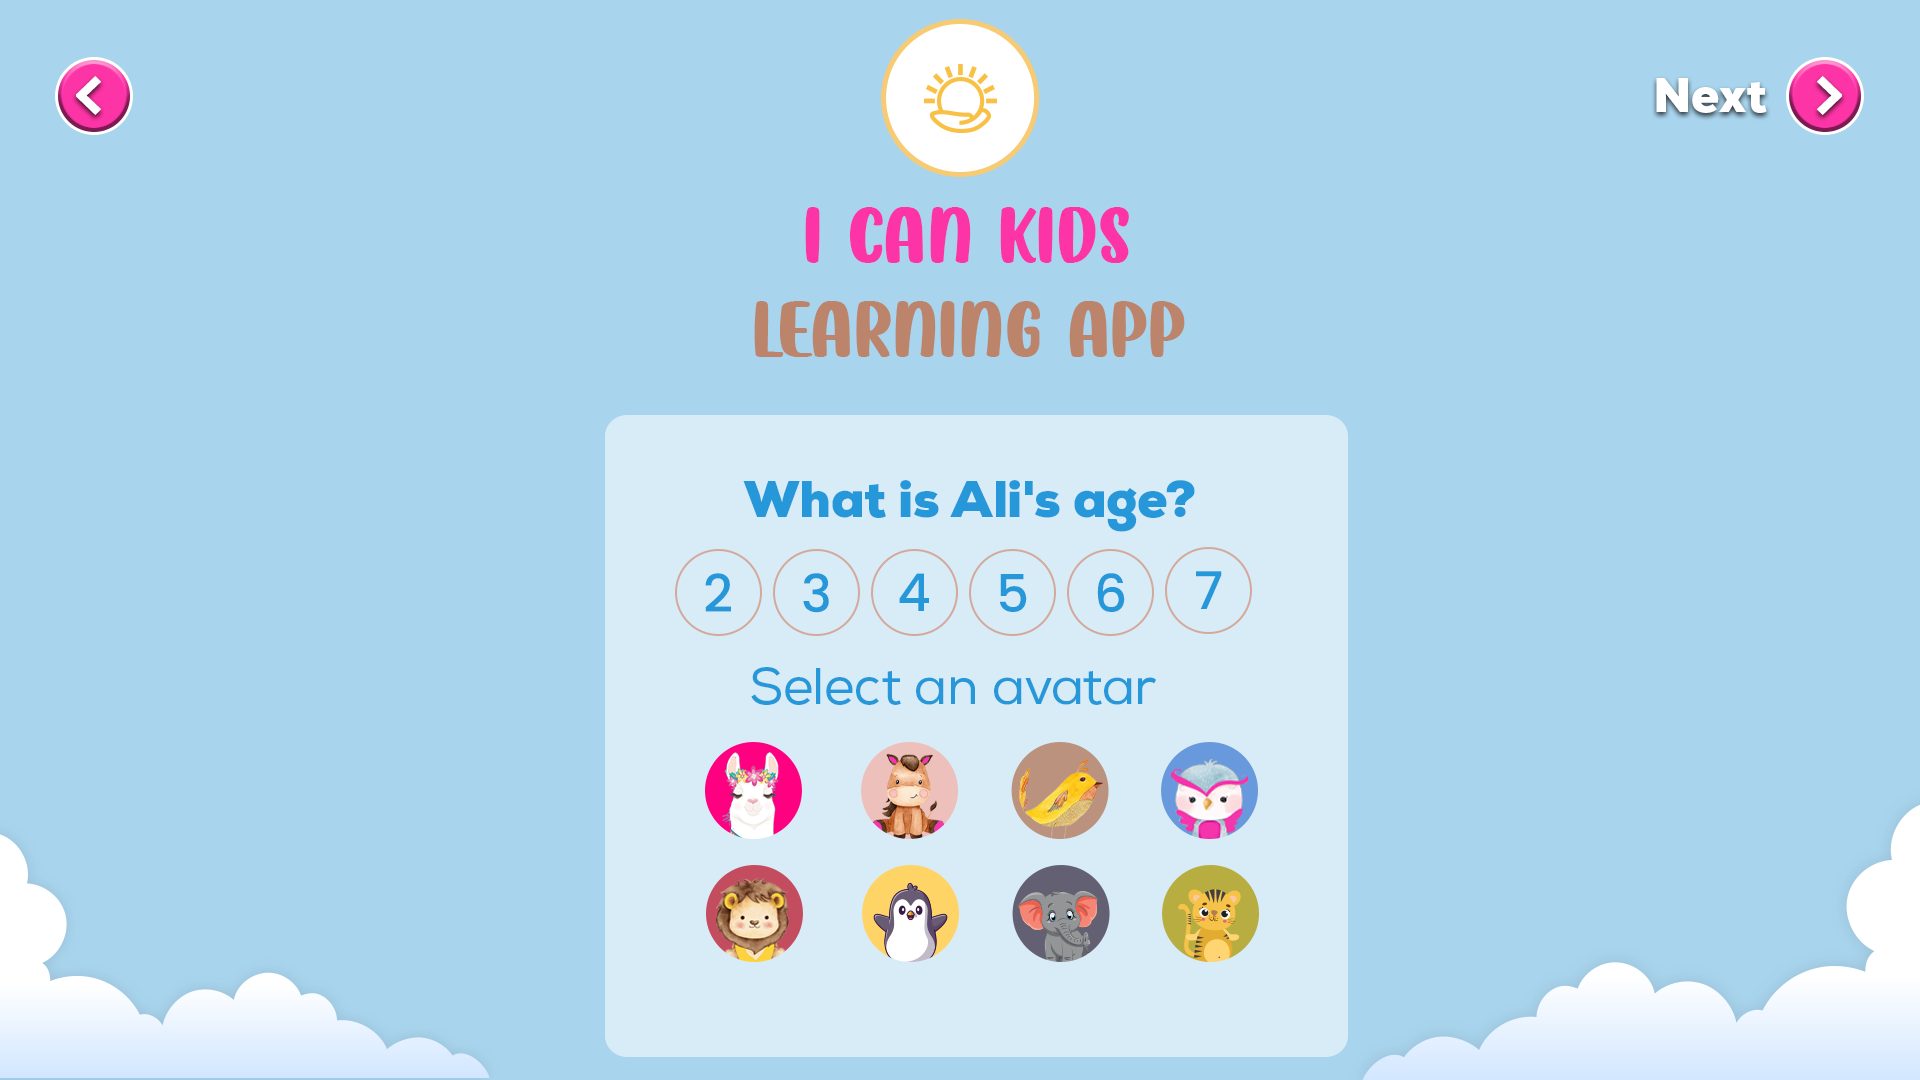 Next
I CAN KIDS
LEARNING APP
What is Ali's age?
2 3 4 5 6 7
Select an avatar